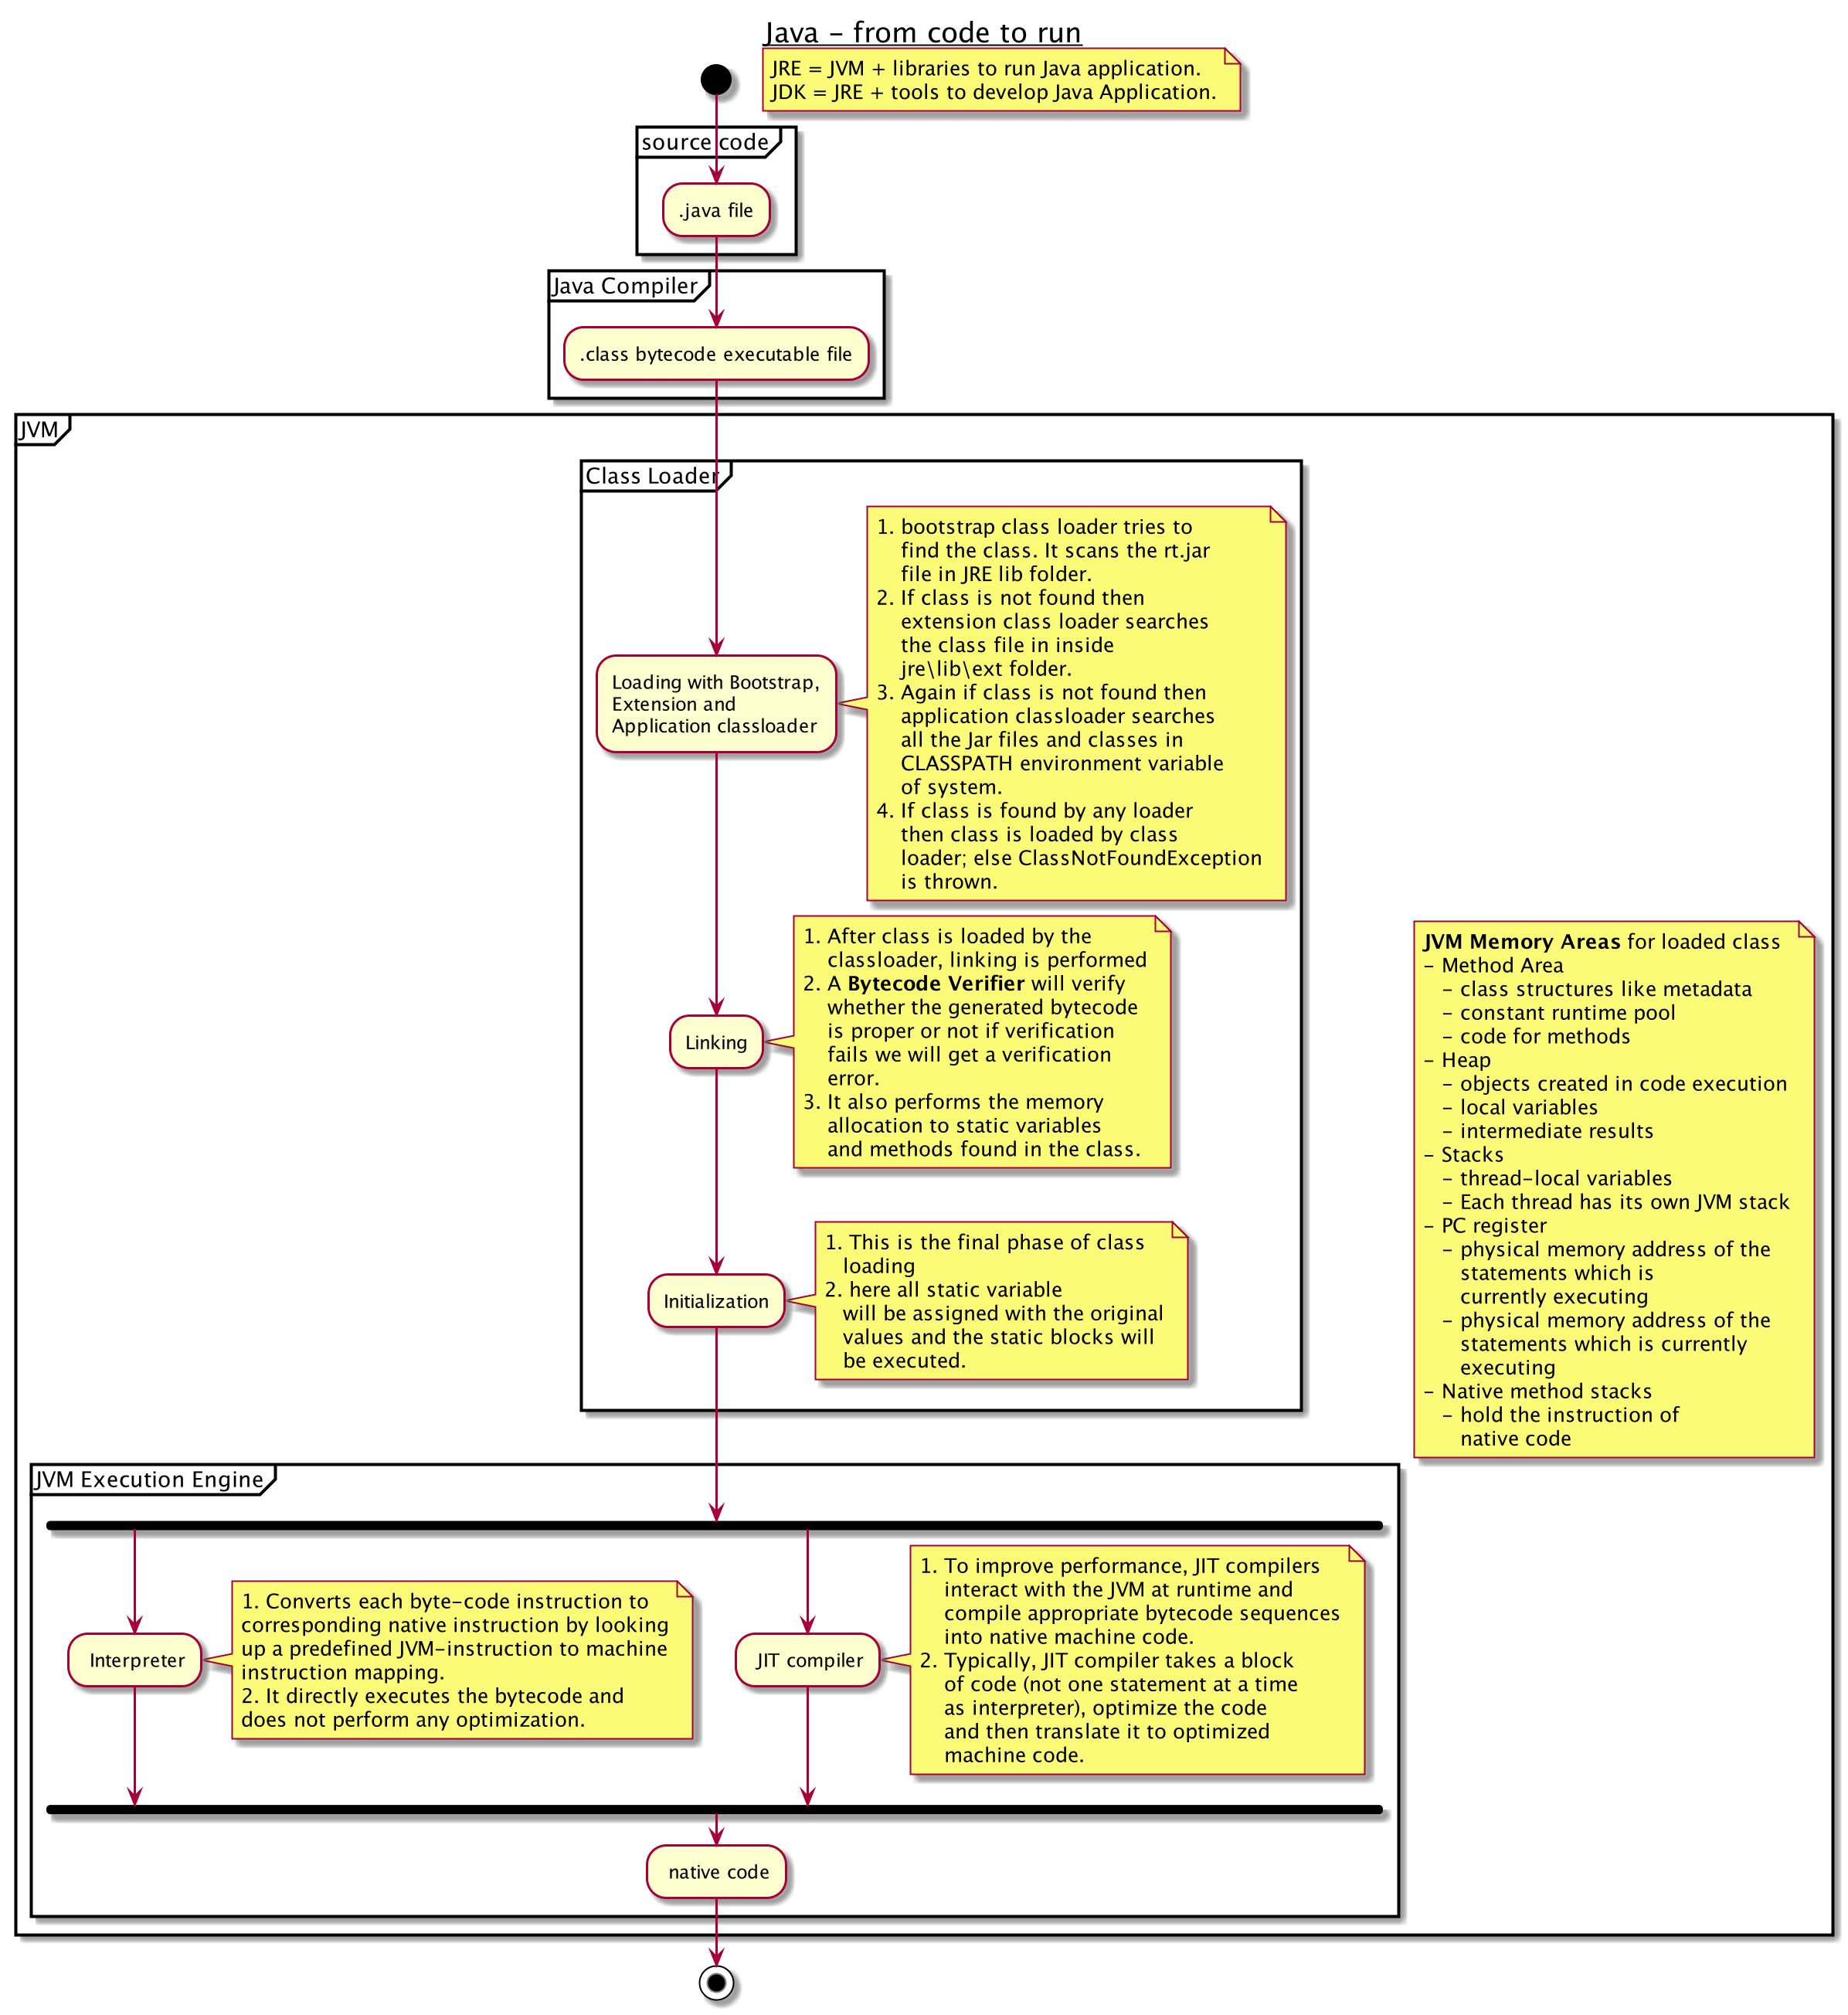 Java - from code to run
JRE = JVM + libraries to run Java application.
JDK = JRE + tools to develop Java Application.
source code
.java file
Java Compiler
.class bytecode executable file
JVM
Class Loader
1. bootstrap class loader tries to
find the class. It scans the rt.jar
file in JRE lib folder.
2. If class is not found then
extension class loader searches
the class file in inside
jre\lib\ext folder.
3. Again if class is not found then
application classloader searches
all the Jar files and classes in
CLASSPATH environment variable
of system.
4. If class is found by any loader
then class is loaded by class
loader; else ClassNotFoundException
is thrown.
Loading with Bootstrap,
Extension and
Application classloader
1. After class is loaded by the
classloader, linking is performed
2. A Bytecode Verifier will verify
whether the generated bytecode
is proper or not if verification
fails we will get a verification
error.
3. It also performs the memory
allocation to static variables
and methods found in the class.
Linking
1. This is the final phase of class
loading
2. here all static variable
will be assigned with the original
values and the static blocks will
be executed.
Initialization
JVM Memory Areas for loaded class
- Method Area
- class structures like metadata
- constant runtime pool
- code for methods
- Heap
- objects created in code execution
- local variables
- intermediate results
- Stacks
- thread-local variables
- Each thread has its own JVM stack
- PC register
- physical memory address of the
statements which is
currently executing
- physical memory address of the
statements which is currently
executing
- Native method stacks
- hold the instruction of
native code
JVM Execution Engine
Interpreter
1. Converts each byte-code instruction to
corresponding native instruction by looking
up a predefined JVM-instruction to machine
instruction mapping.
2. It directly executes the bytecode and
does not perform any optimization.
JIT compiler
1. To improve performance, JIT compilers
interact with the JVM at runtime and
compile appropriate bytecode sequences
into native machine code.
2. Typically, JIT compiler takes a block
of code (not one statement at a time
as interpreter), optimize the code
and then translate it to optimized
machine code.
native code